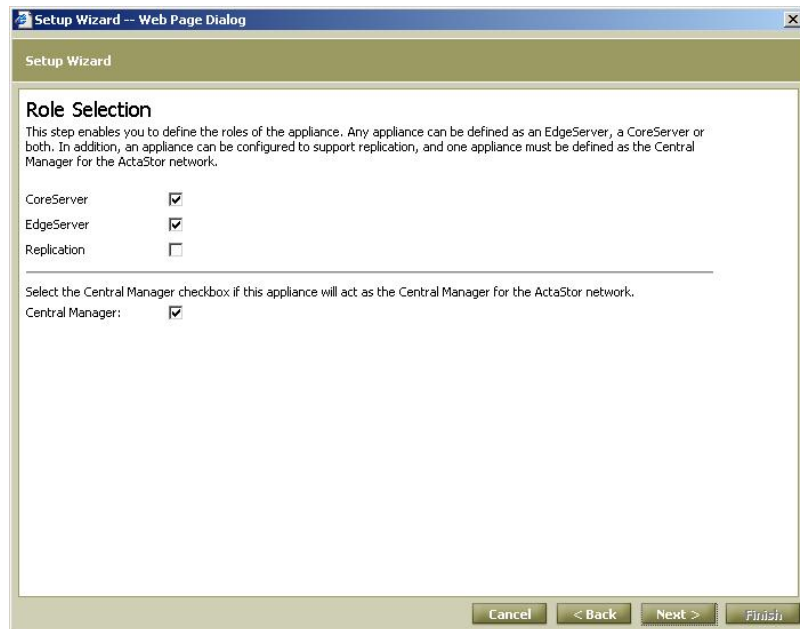 Setup Wizard -- Web Page Dialog
Setup Wizard
Role Selection
This step enables you to define the roles of the appliance. Any appliance can be defined as an EdgeServer, a CoreServer or
both. In addition, an appliance can be configured to support replication, and one appliance must be defined as the Central
Manager for the ActaStor network.
CoreServer
EdgeServer
Replication
Select the Central Manager checkbox if this appliance will act as the Central Manager for the ActaStor network.
Central Manager:
Cancel < Back Next > Finish